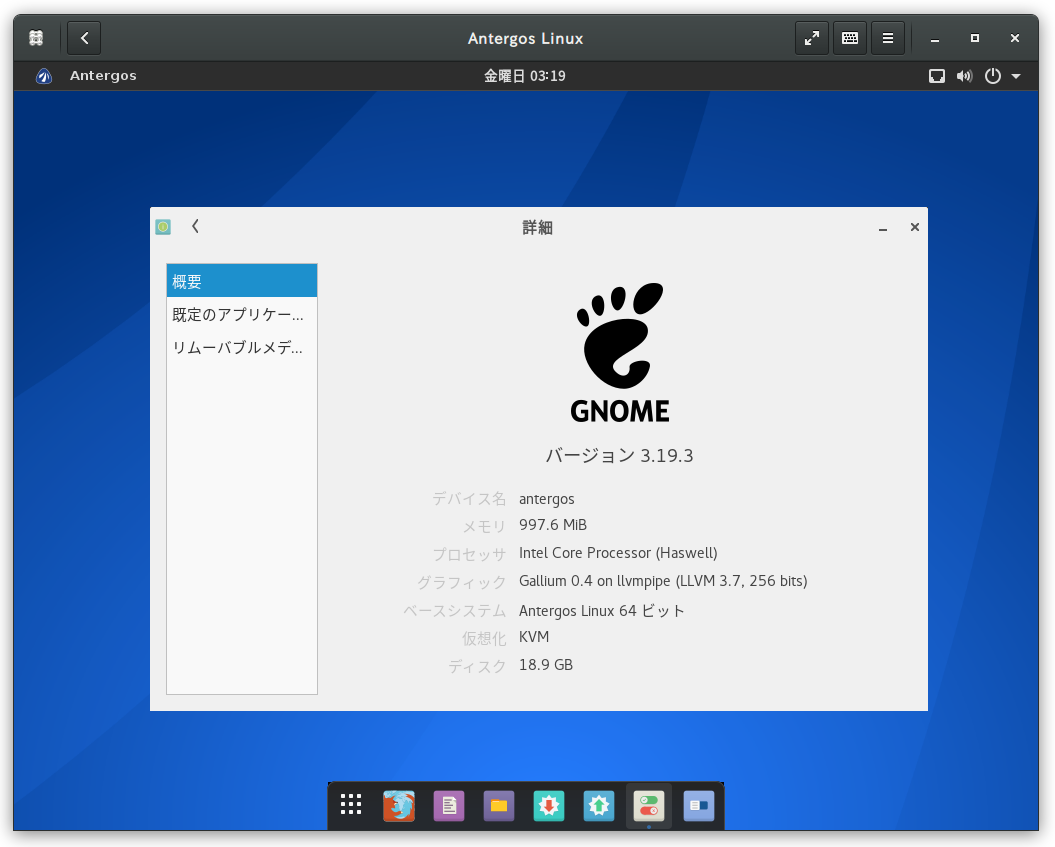 Antergos Linux
Antergos
金曜日 03:19
詳細
概要
既定のアプリケー...
リムーバブルメデ...
GNOME
バージョン 3.19.3
デバイス名 antergos
メモリ 997.6 MiB
プロセッサ Intel Core Processor (Haswell)
グラフィック Gallium 0.4 on llvmpipe (LLVM 3.7, 256 bits)
ベースシステム Antergos Linux 64 ビット
仮想化 KVM
ディスク 18.9 GB